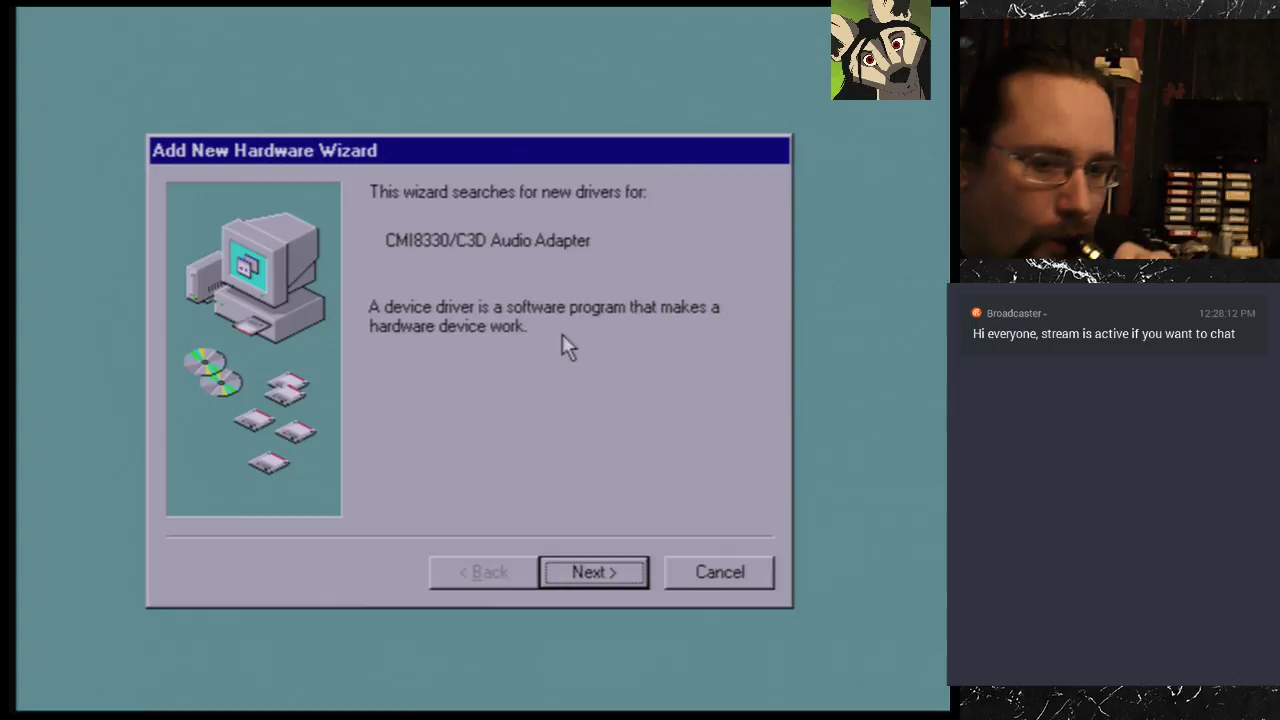 Add New Hardware Wizard
This wizard searches for new drivers for:
CMI8330/C3D Audio Adapter
A device driver is a software program that makes a
hardware device work.
< Back
Next >
Cancel
Broadcaster-
12:28:12 PM
Hi everyone, stream is active if you want to chat